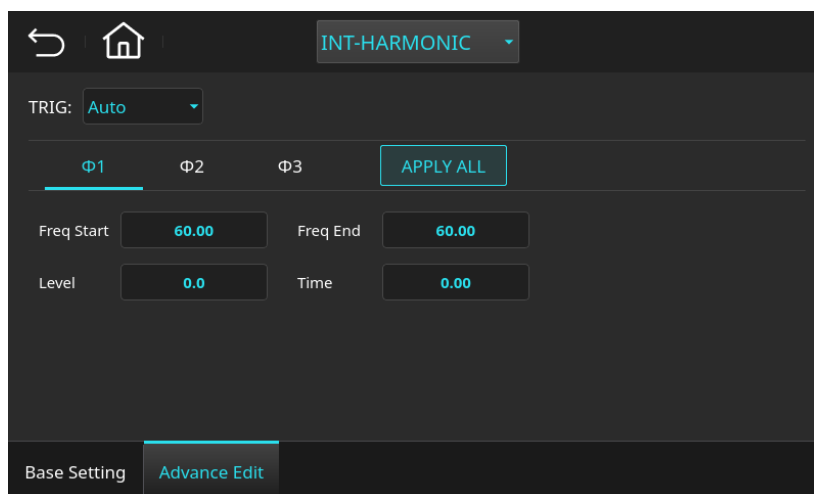 INT-HARMONIC
TRIG: Auto
Φ1 Φ2 Φ3 APPLY ALL
Freq Start 60.00 Freq End 60.00
Level 0.0 Time 0.00
Base Setting Advance Edit